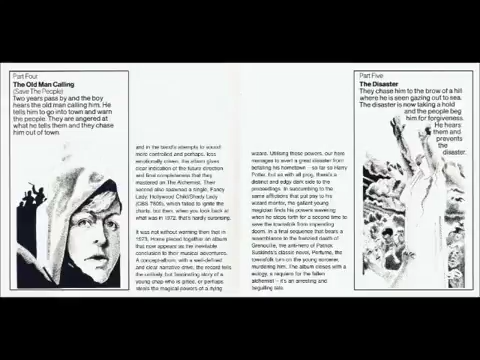 Part Four
The Old Man Calling
(Save The People)
Two years pass by and the boy
hears the old man calling him. He
tells him to go into town and warn
the people. They are angered at
what he tells them and they chase
him out of town.
and in the band's attempts to sound
more controlled and perhaps, less
emotionally driven, the album gives
clear indication of the future direction
and final completeness that they
mastered on The Alchemist. Their
second also spawned a single, Fancy
Lady, Hollywood Child/Shady Lady
(CBS 7809), which failed to ignite the
charts, but then, when you look back at
what was in 1972, that's really surprising.
It was not without warning then that in
1973, Home pieced together an album
that now appears as the inevitable
conclusion to their musical adventures.
A concept-album, with a well-defined
and clear narrative drive, the record tells
the unlikely but fascinating story of a
young chap who is gifted, or perhaps
steals the magical powers of a dying
wizard. Utilising these powers, our hero
manages to avert a great disaster from
befalling his hometown – so far so Harry
Potter, but as with all prog, there's a
distinct and edgy dark side to the
proceedings. In succumbing to the
same afflictions that put pay to his
wizard mentor, the gallant young
magician finds his powers wavering
when he steps forth for a second time to
save the townsfolk from impending
doom. In a final sequence that bears a
resemblance to the frenzied death of
Grenouille, the anti-hero of Patrick
Suskind's classic novel, Perfume, the
townsfolk turn on the young sorcerer,
murdering him. The album closes with a
eulogy, a requiem for the fallen
alchemist – it's an arresting and
beguiling tale.
Part Five
The Disaster
They chase him to the brow of a hill
where he is seen gazing out to sea.
The disaster is now taking a hold
and the people beg
him for forgiveness.
He hears
them and
prevents
the
disaster.